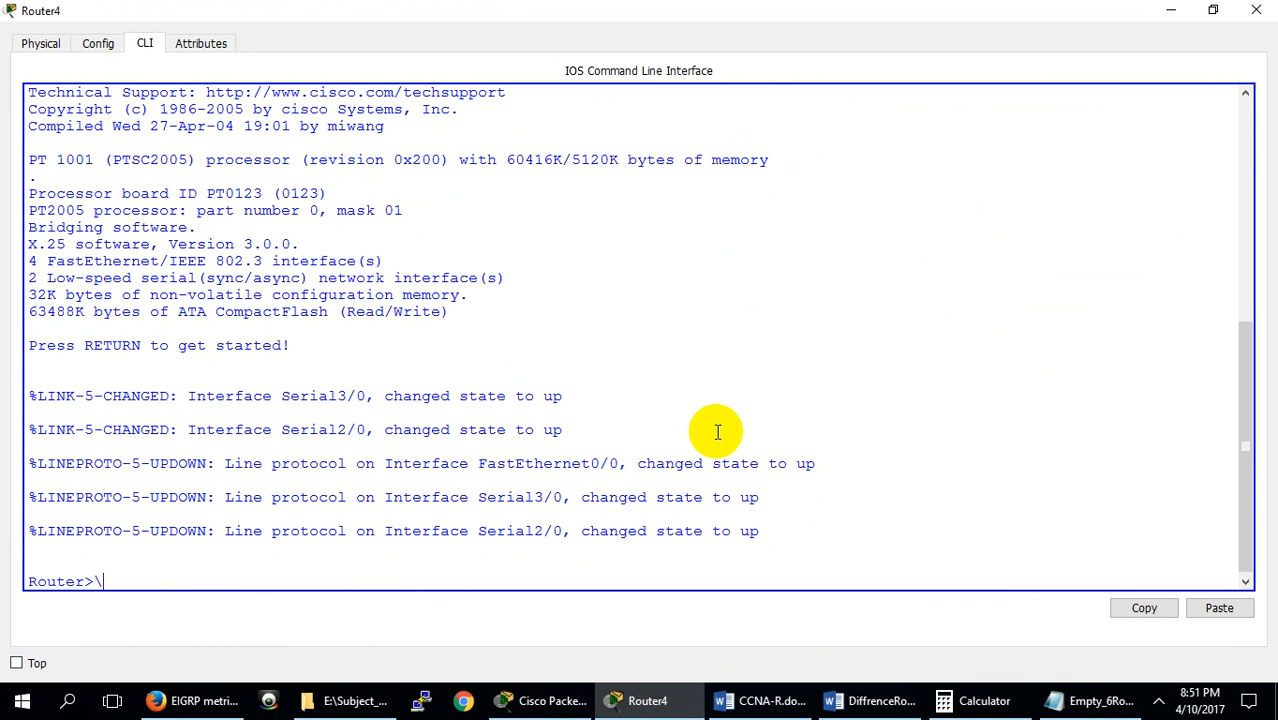 Router4
Physical Config CLI Attributes
IOS Command Line Interface
Technical Support: http://www.cisco.com/techsupport
Copyright (c) 1986-2005 by cisco Systems, Inc.
Compiled Wed 27-Apr-04 19:01 by miwang
PT 1001 (PTSC2005) processor (revision 0x200) with 60416K/5120K bytes of memory
.
Processor board ID PT0123 (0123)
PT2005 processor: part number 0, mask 01
Bridging software.
X.25 software, Version 3.0.0.
4 FastEthernet/IEEE 802.3 interface(s)
2 Low-speed serial(sync/async) network interface(s)
32K bytes of non-volatile configuration memory.
63488K bytes of ATA CompactFlash (Read/Write)
Press RETURN to get started!
%LINK-5-CHANGED: Interface Serial3/0, changed state to up
%LINK-5-CHANGED: Interface Serial2/0, changed state to up
%LINEPROTO-5-UPDOWN: Line protocol on Interface FastEthernet0/0, changed state to up
%LINEPROTO-5-UPDOWN: Line protocol on Interface Serial3/0, changed state to up
%LINEPROTO-5-UPDOWN: Line protocol on Interface Serial2/0, changed state to up
Router>\
Copy Paste
Top
EIGRP metri... E:\Subject_... Cisco Packe... Router4 CCNA-R.do... DiffrenceRo... Calculator Empty_6Ro... 8:51 PM
4/10/2017